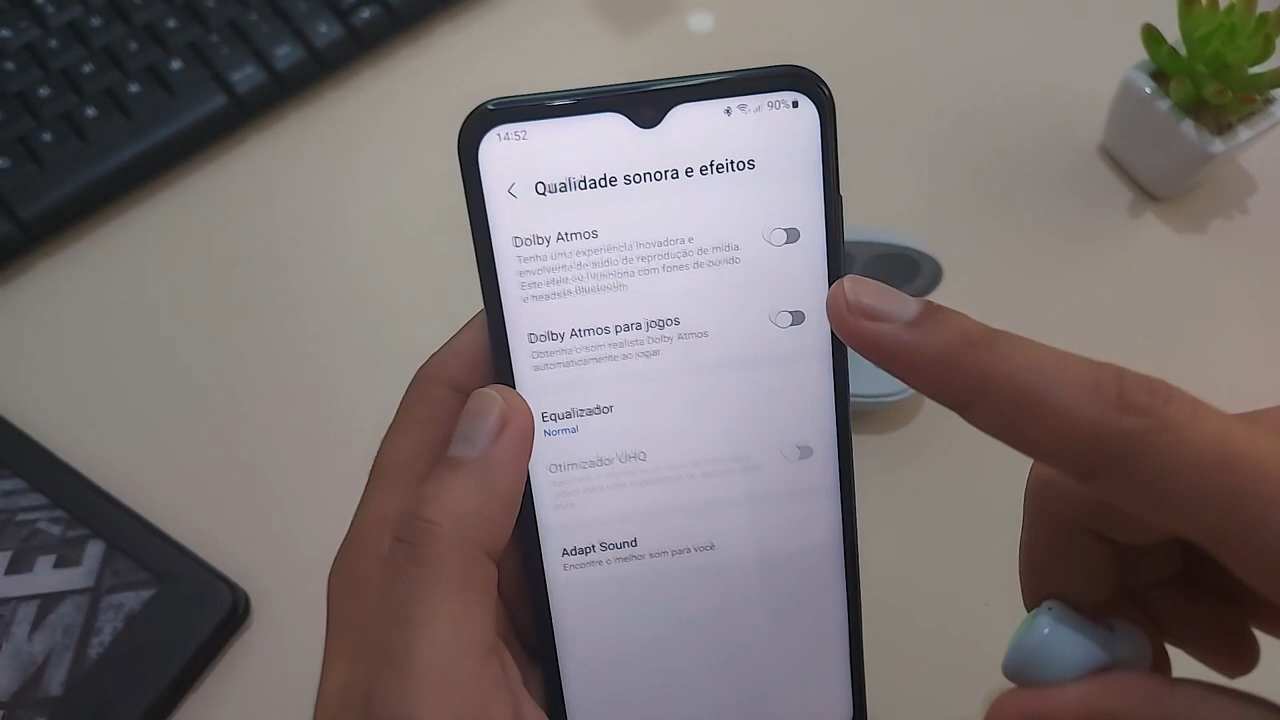 14:52
90%
Qualidade sonora e efeitos
Dolby Atmos
Tenha uma experiência inovadora e
envolvente de áudio de reprodução de mídia.
Este efeito funciona com fones de ouvido
e headsets Bluetooth
Dolby Atmos para jogos
Obtenha o som realista Dolby Atmos
automaticamente ao jogar.
Equalizador
Normal
Otimizador UHQ
Adapt Sound
Encontre o melhor som para você